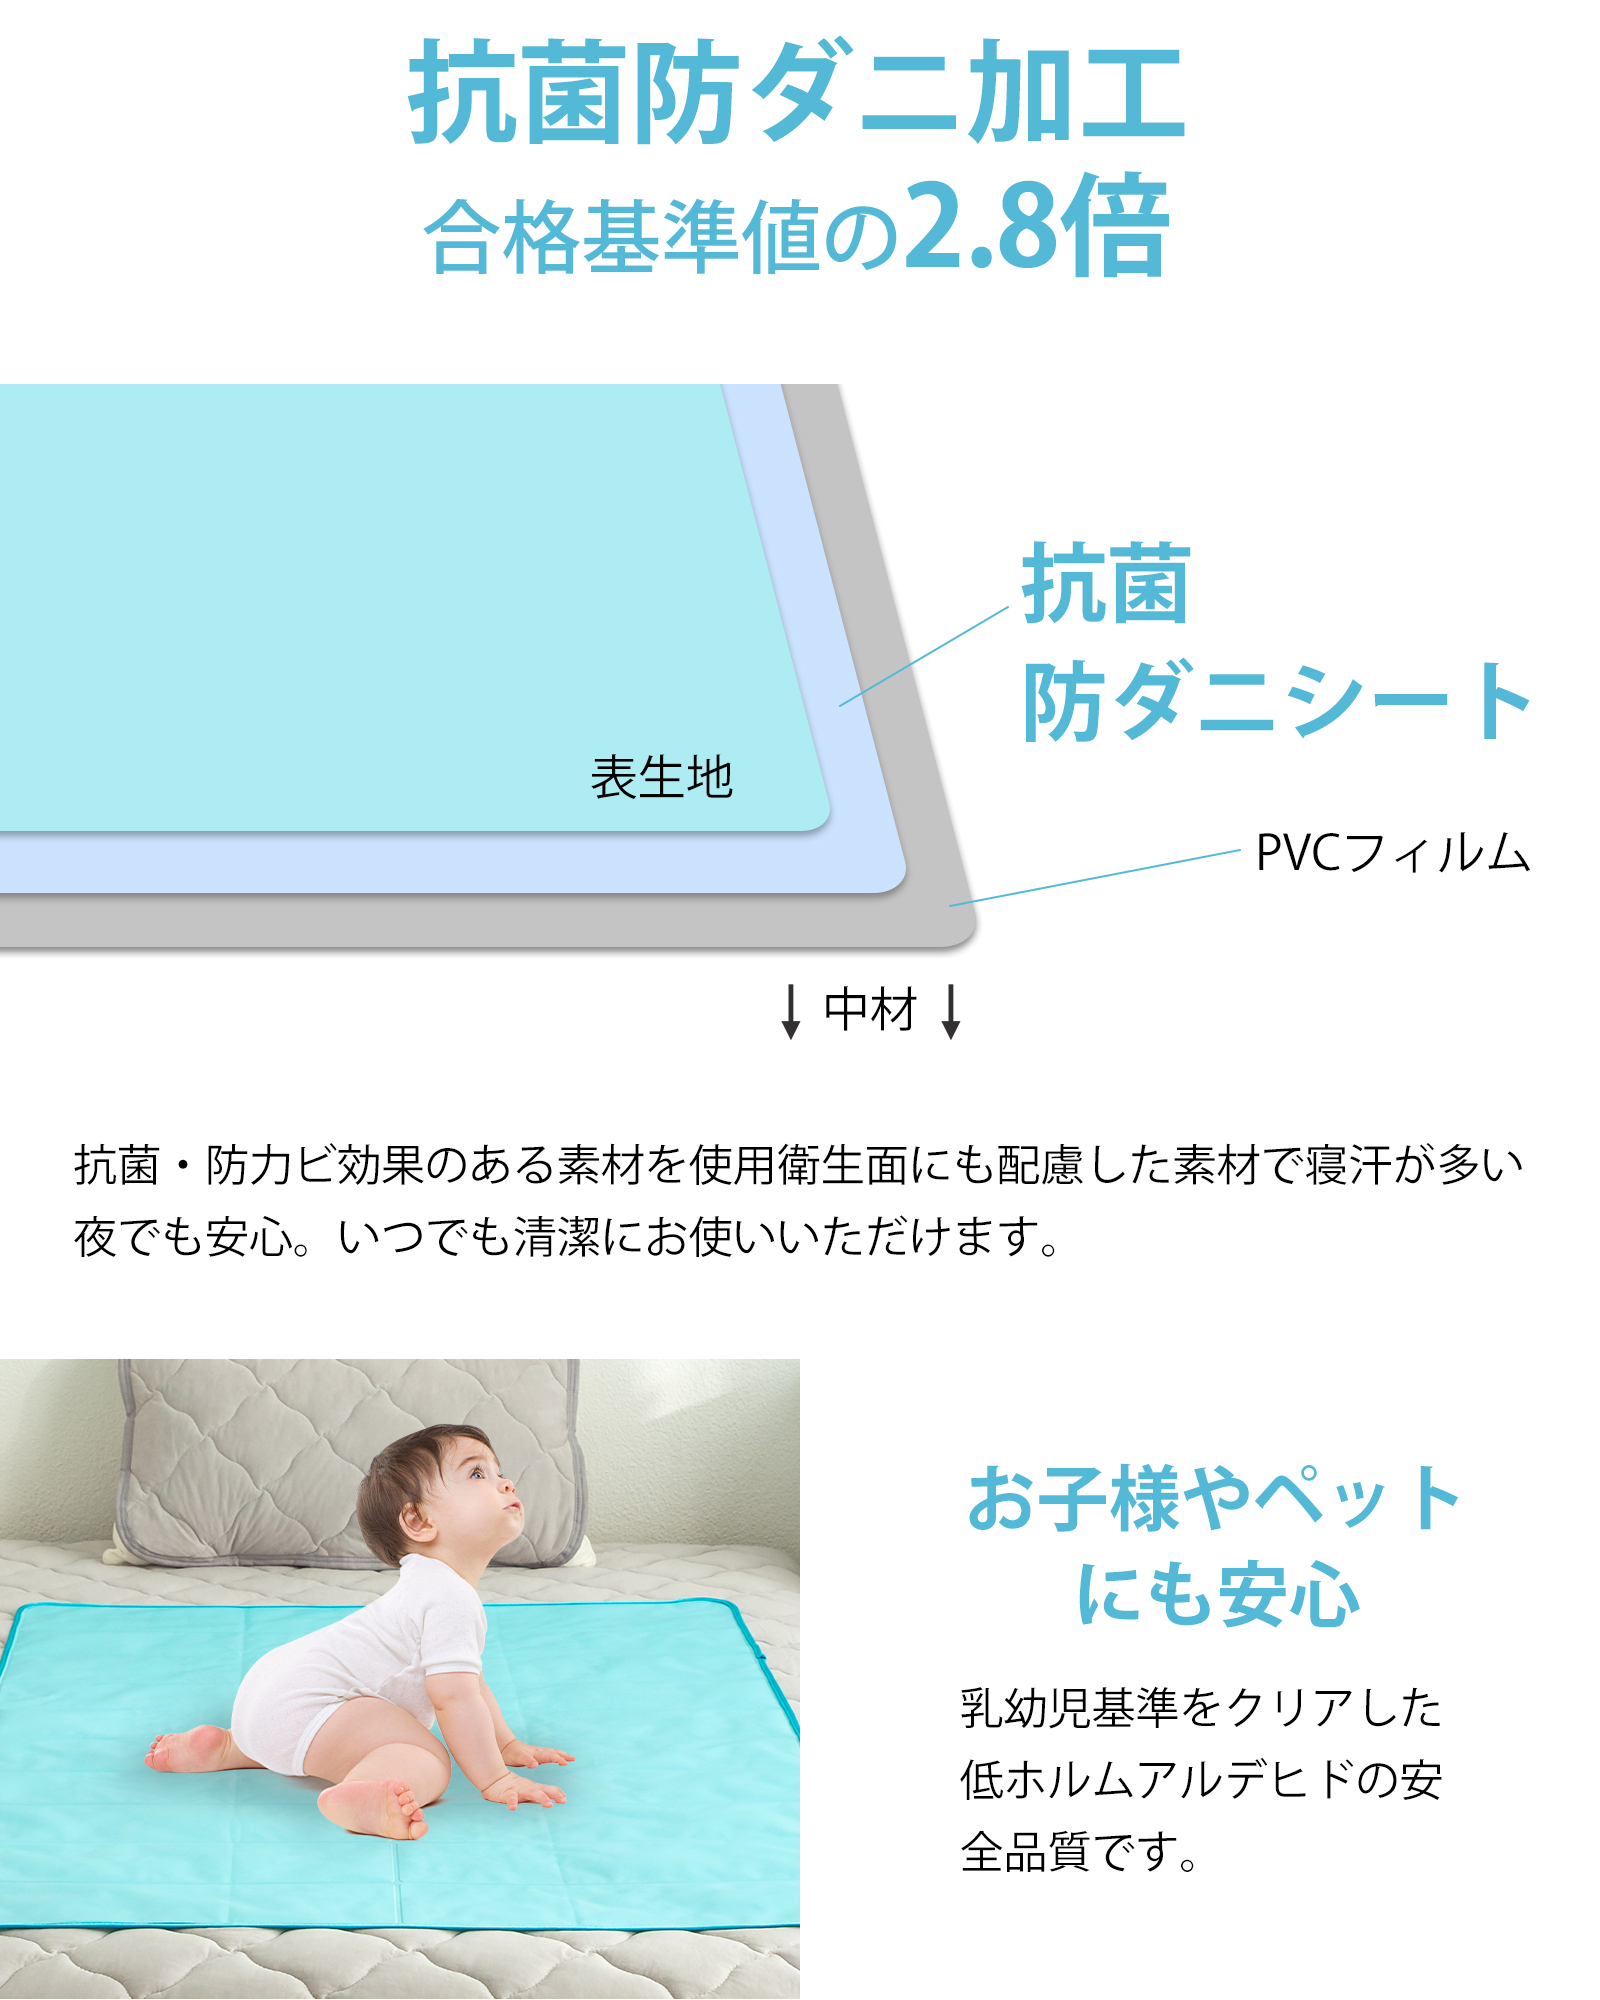 抗菌防ダニ加工
合格基準値の2.8倍
抗菌
防ダニシート
表生地
PVCフィルム
中材
抗菌・防カビ効果のある素材を使用衛生面にも配慮した素材で寝汗が多い
夜でも安心。いつでも清潔にお使いいただけます。
お子様やペット
にも安心
乳幼児基準をクリアした
低ホルムアルデヒドの安
全品質です。